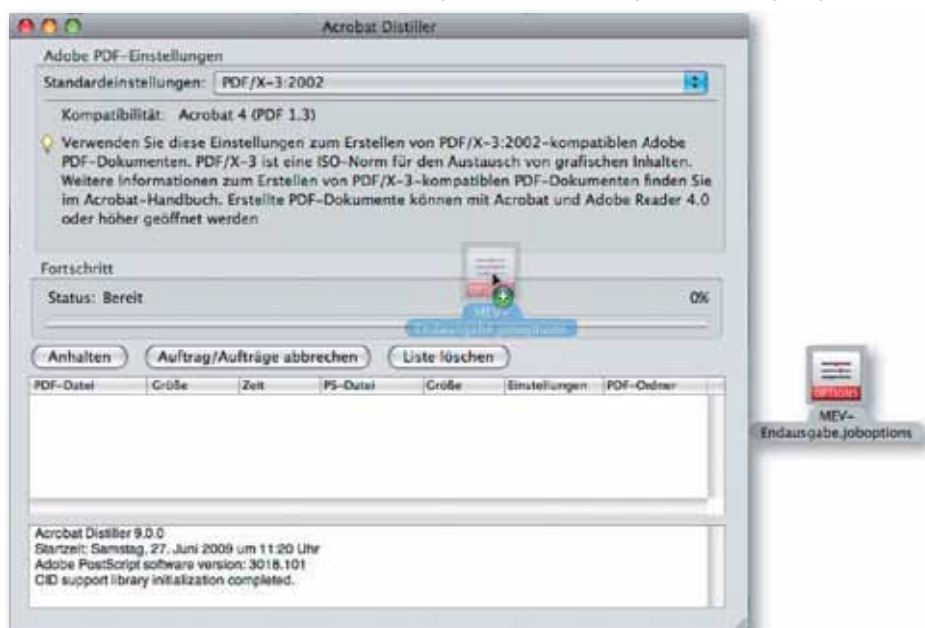 Acrobat Distiller
Adobe PDF-Einstellungen
Standardeinstellungen: PDF/X-3:2002
Kompatibilität: Acrobat 4 (PDF 1.3)
Verwenden Sie diese Einstellungen zum Erstellen von PDF/X-3:2002-kompatiblen Adobe
PDF-Dokumenten. PDF/X-3 ist eine ISO-Norm für den Austausch von grafischen Inhalten.
Weitere Informationen zum Erstellen von PDF/X-3-kompatiblen PDF-Dokumenten finden Sie
im Acrobat-Handbuch. Erstellte PDF-Dokumente können mit Acrobat und Adobe Reader 4.0
oder höher geöffnet werden
Fortschritt
Status: Bereit 0%
MEV-
Endausgabe.joboptions
Anhalten Auftrag/Aufträge abbrechen Liste löschen
PDF-Datei Größe Zeit PS-Datei Größe Einstellungen PDF-Ordner
OPTIONS
MEV-
Endausgabe.joboptions
Acrobat Distiller 9.0.0
Startzeit: Samstag, 27. Juni 2009 um 11:20 Uhr
Adobe PostScript software version: 3018.101
CID support library initialization completed.